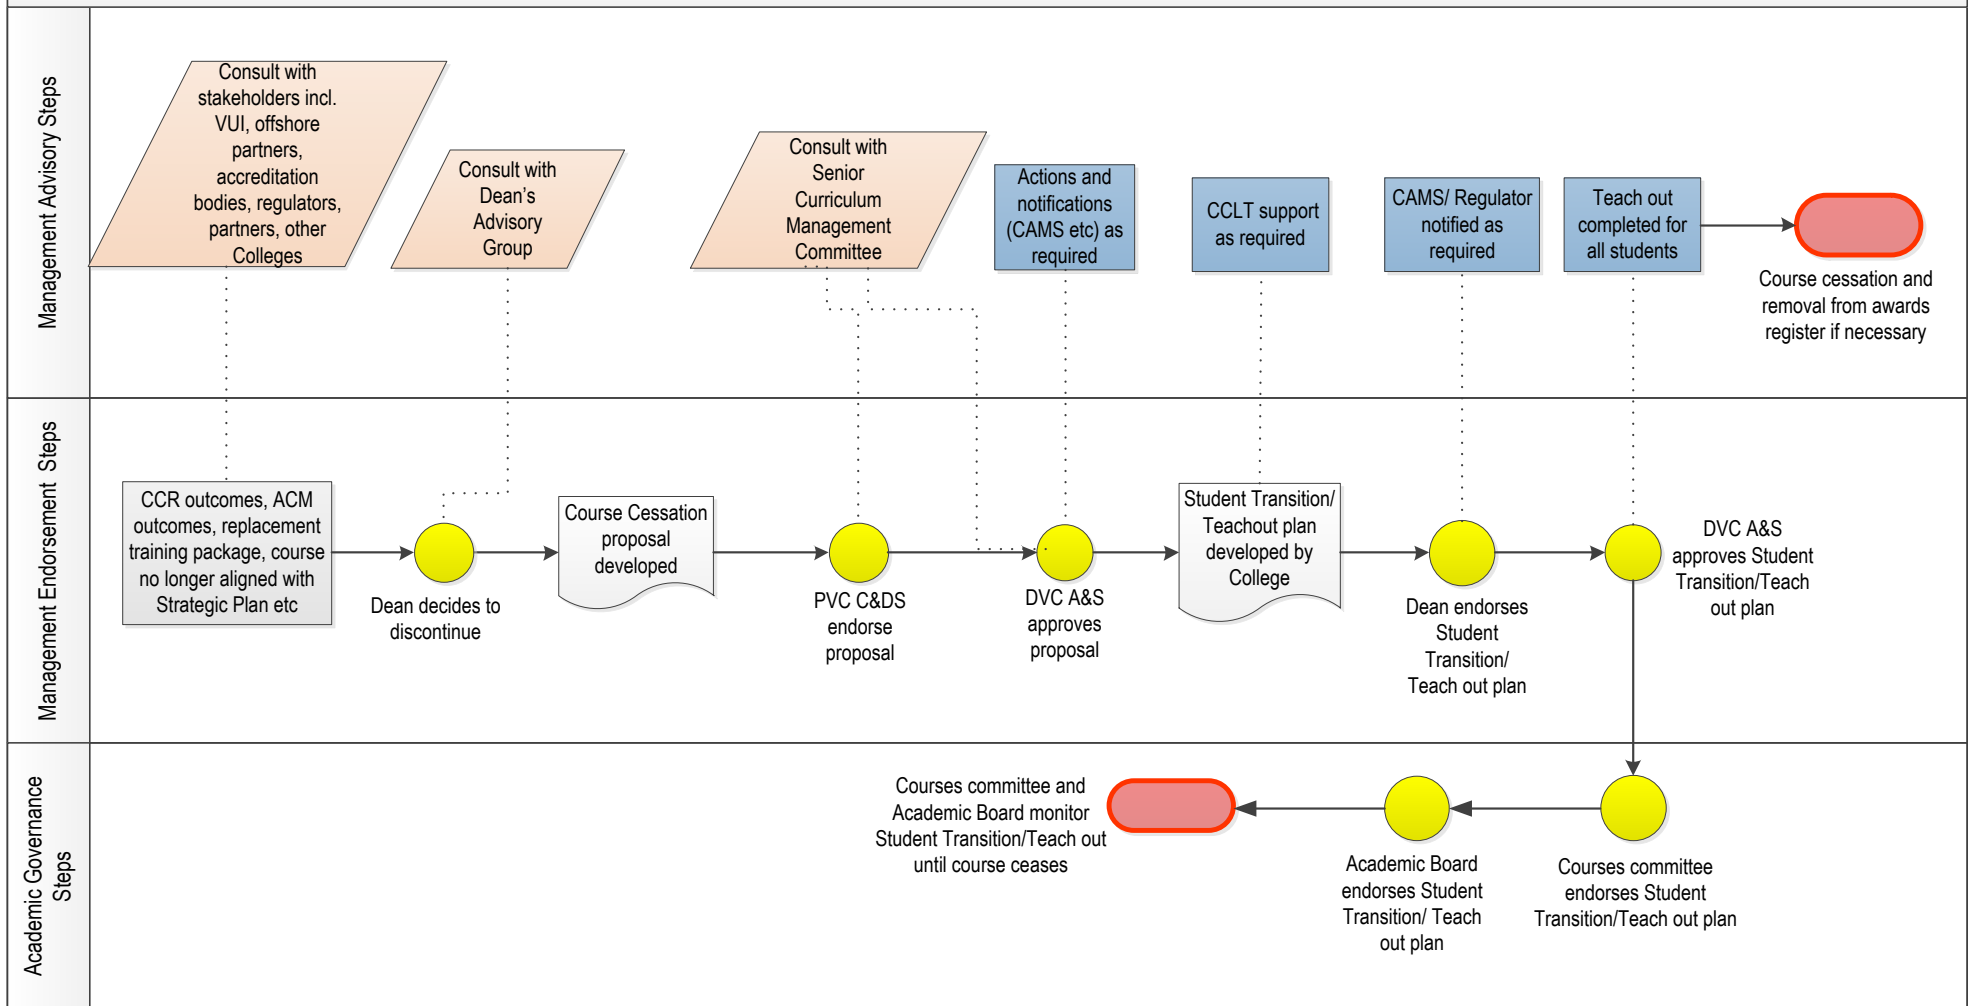 Management Advisory Steps
Consult with
stakeholders incl.
VUI, offshore
partners,
accreditation
bodies, regulators,
partners, other
Colleges
Consult with
Dean’s
Advisory
Group
Consult with
Senior
Curriculum
Management
Committee
Actions and
notifications
(CAMS etc) as
required
CCLT support
as required
CAMS/ Regulator
notified as
required
Teach out
completed for
all students
Course cessation and
removal from awards
register if necessary
Management Endorsement Steps
CCR outcomes, ACM
outcomes, replacement
training package, course
no longer aligned with
Strategic Plan etc
Dean decides to
discontinue
Course Cessation
proposal
developed
PVC C&DS
endorse
proposal
DVC A&S
approves
proposal
Student Transition/
Teachout plan
developed by
College
Dean endorses
Student
Transition/
Teach out plan
DVC A&S
approves Student
Transition/Teach
out plan
Academic Governance
Steps
Courses committee and
Academic Board monitor
Student Transition/Teach out
until course ceases
Academic Board
endorses Student
Transition/ Teach
out plan
Courses committee
endorses Student
Transition/Teach out plan